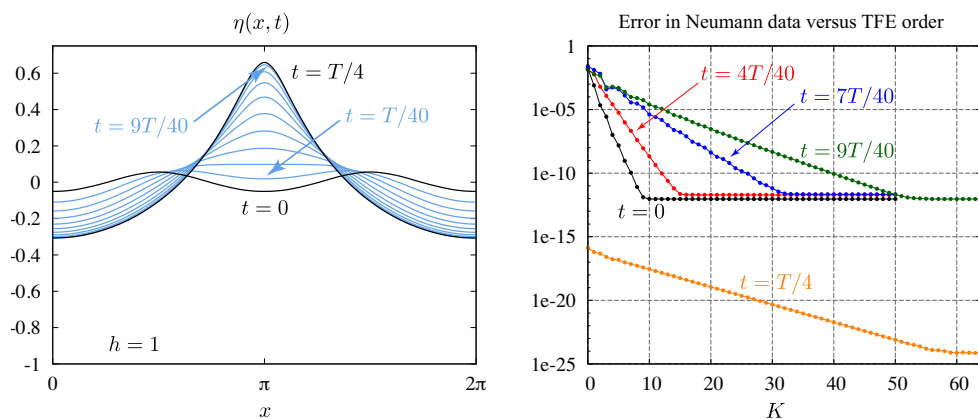 η(x, t)
0.6
0.4
0.2
0
-0.2
-0.4
-0.6
-0.8
-1
t = T/4
t = 9T/40
t = T/40
t = 0
h = 1
0
π
2π
x
Error in Neumann data versus TFE order
1
1e-05
1e-10
1e-15
1e-20
1e-25
t = 4T/40
t = 7T/40
t = 9T/40
t = 0
t = T/4
0
10
20
30
40
50
60
K